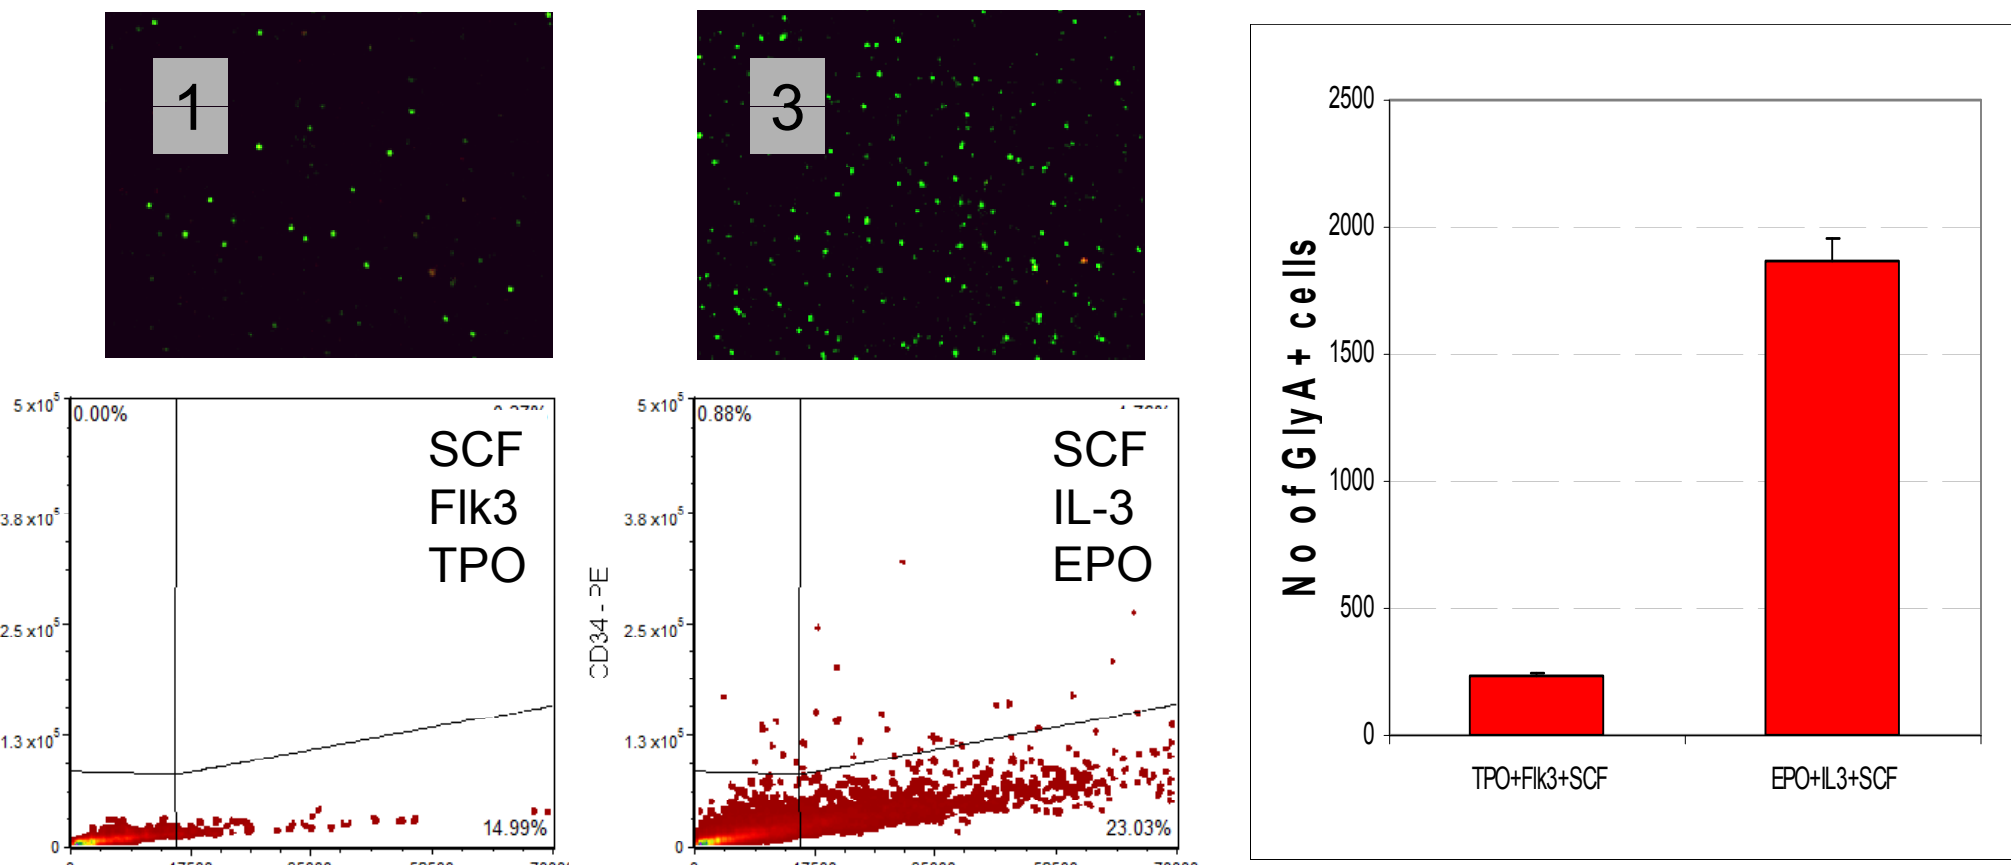 1
3
5 x10^5
3.8 x10^5
2.5 x10^5
1.3 x10^5
0
0.00%
SCF
Flk3
TPO
14.99%
CD34 - PE
5 x10^5
3.8 x10^5
2.5 x10^5
1.3 x10^5
0
0.88%
SCF
IL-3
EPO
23.03%
No of GlyA+ cells
2500
2000
1500
1000
500
0
TPO+Flk3+SCF
EPO+IL3+SCF